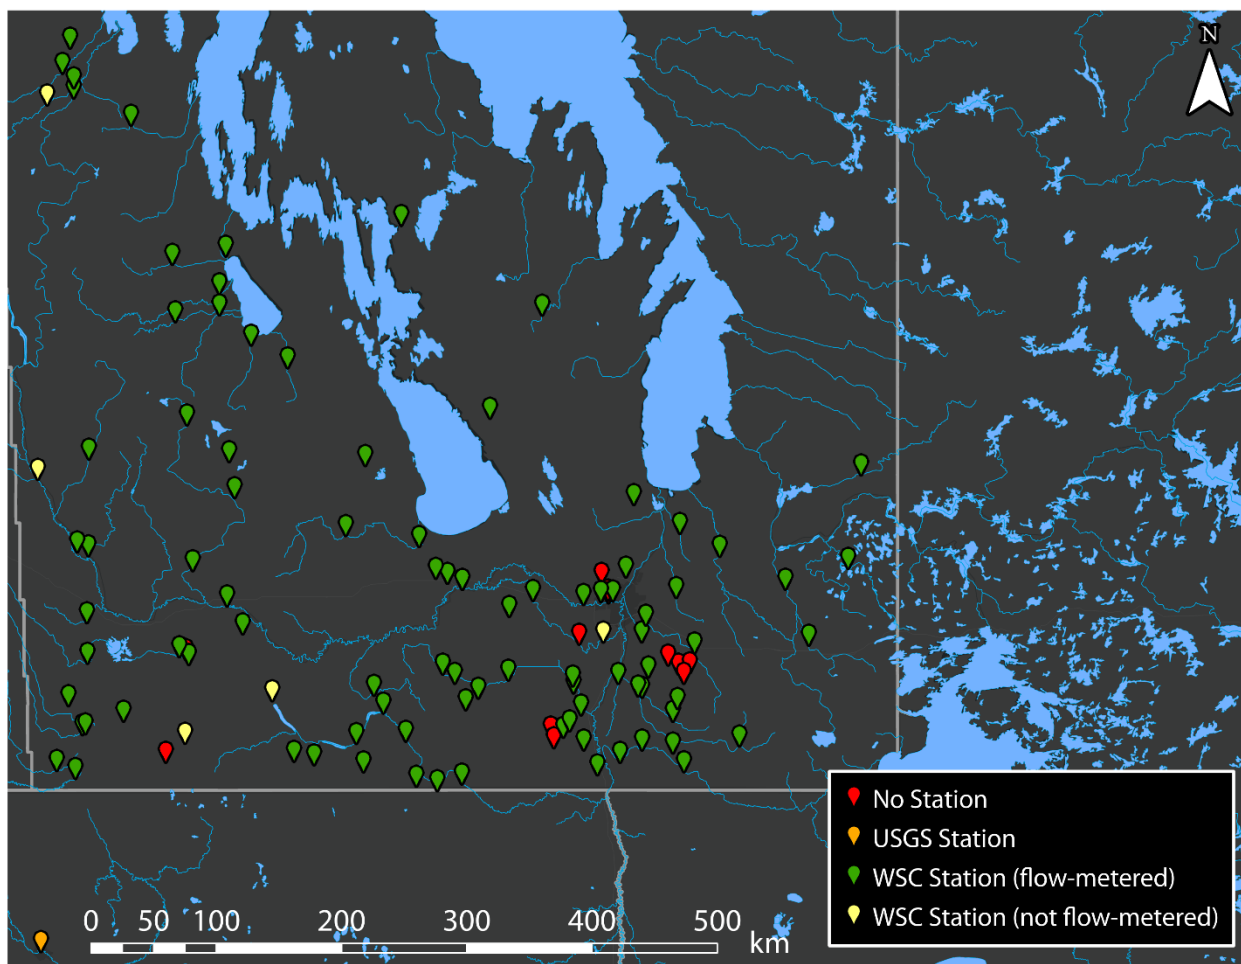 N
No Station
USGS Station
WSC Station (flow-metered)
WSC Station (not flow-metered)
0 50 100 200 300 400 500
km